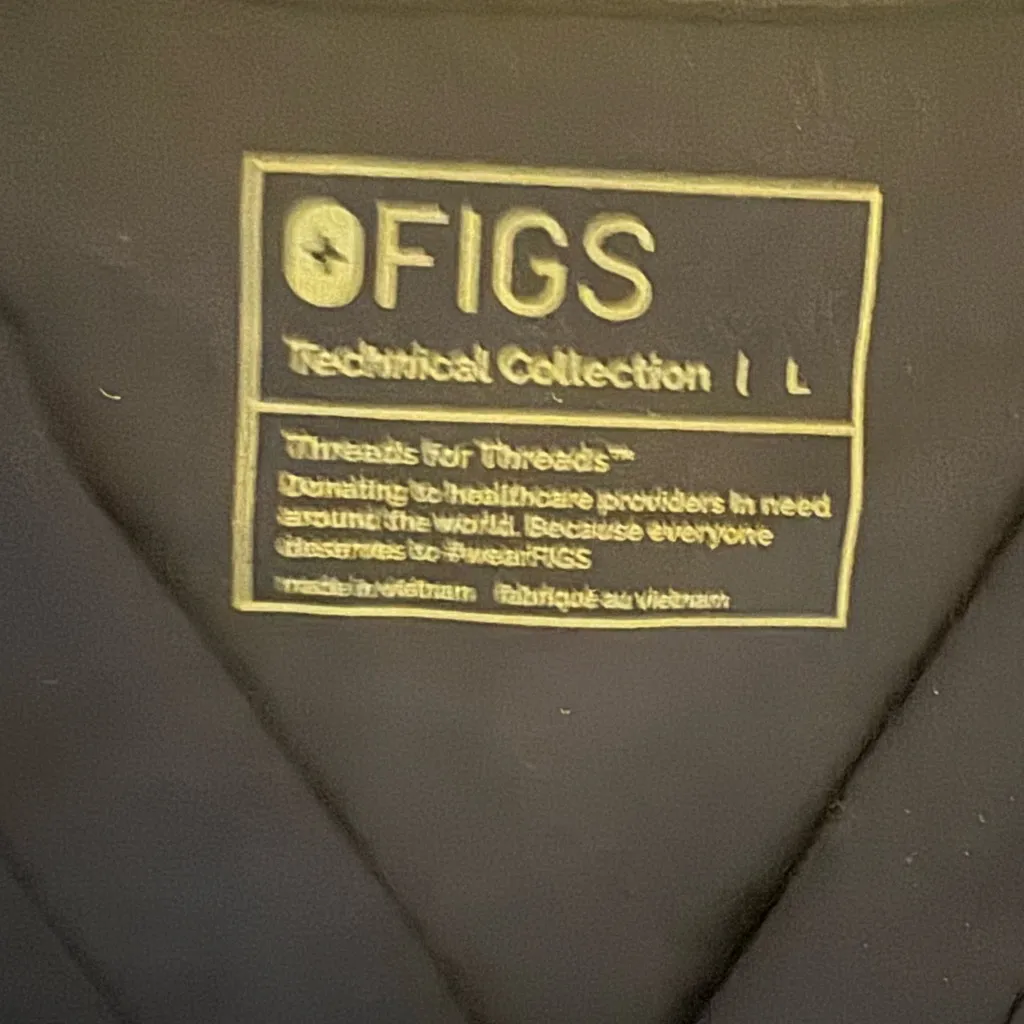 FIGS
Technical Collection | L
Threads for Threads™
Donating to healthcare providers in need
around the world. Because everyone
deserves to #wearFIGS
made in vietnam fabriqué au vietnam